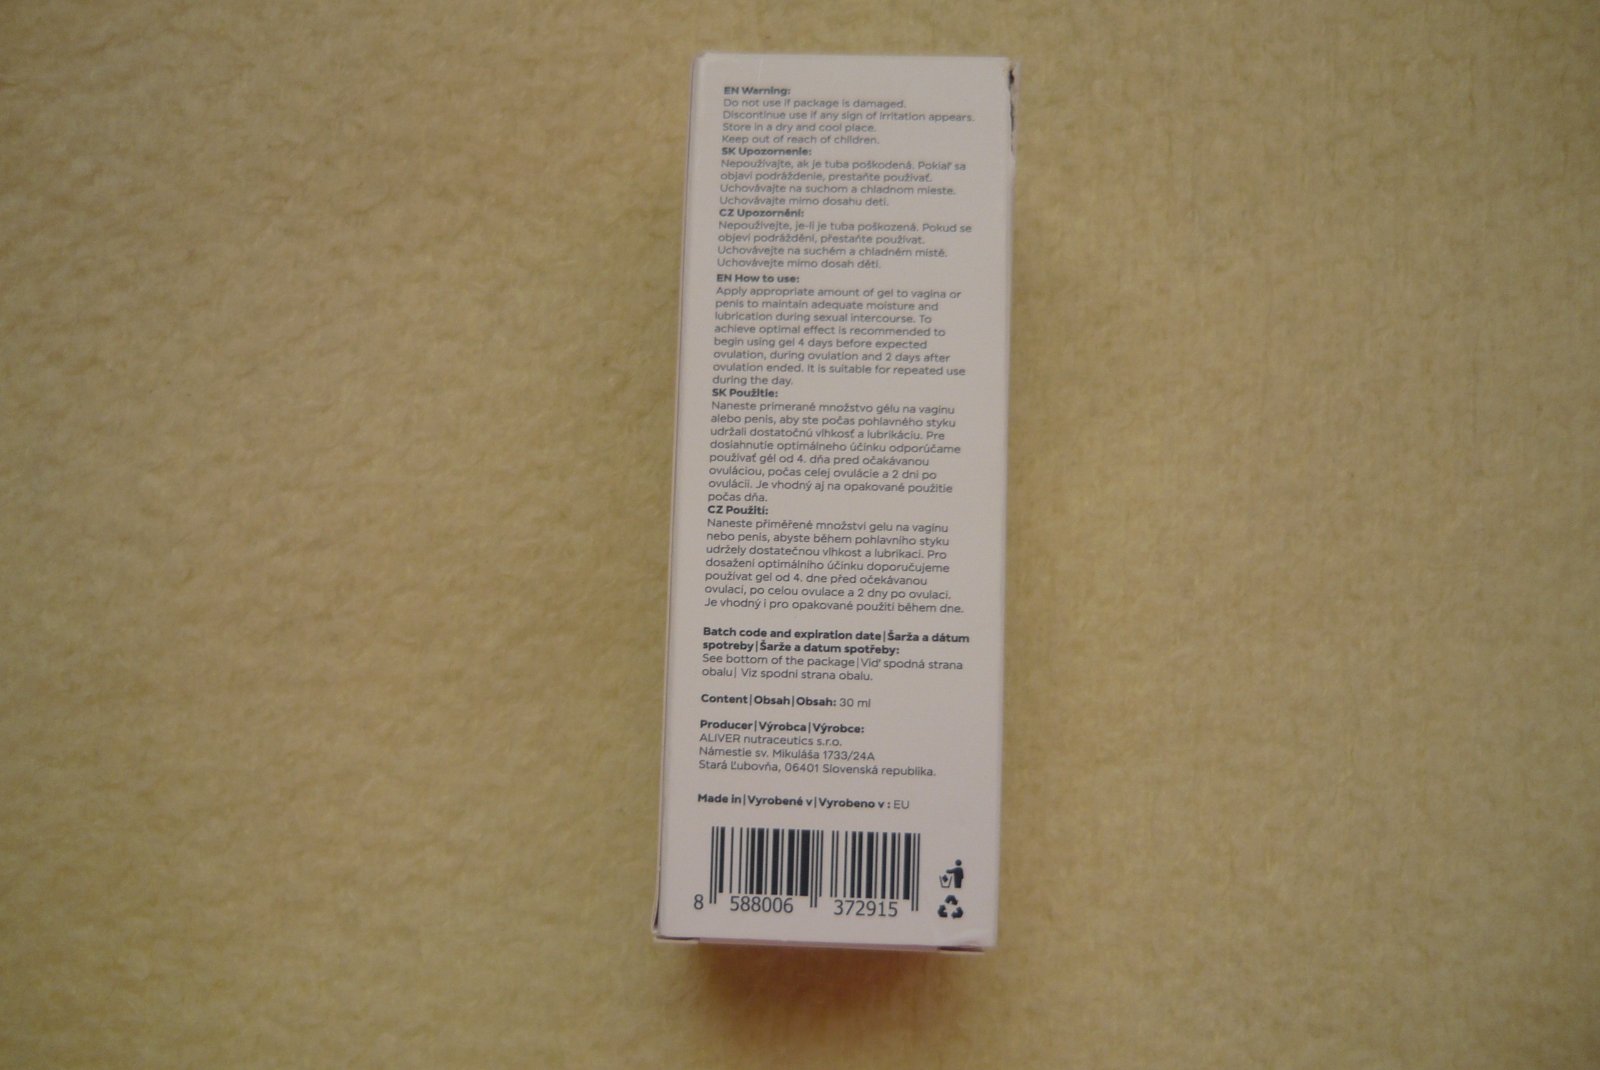 EN Warning:
Do not use if package is damaged.
Discontinue use if any sign of irritation appears.
Store in a dry and cool place.
Keep out of reach of children.
SK Upozornenie:
Nepoužívajte, ak je tuba poškodená. Pokiaľ sa
objaví podráždenie, prestaňte používať.
Uchovávajte na suchom a chladnom mieste.
Uchovávajte mimo dosahu detí.
CZ Upozornění:
Nepoužívejte, je-li je tuba poškozená. Pokud se
objeví podráždění, přestaňte používat.
Uchovávejte na suchém a chladném místě.
Uchovávejte mimo dosah dětí.
EN How to use:
Apply appropriate amount of gel to vagina or
penis to maintain adequate moisture and
lubrication during sexual intercourse. To
achieve optimal effect is recommended to
begin using gel 4 days before expected
ovulation, during ovulation and 2 days after
ovulation ended. It is suitable for repeated use
during the day.
SK Použitie:
Naneste primerané množstvo gélu na vagínu
alebo penis, aby ste počas pohlavného styku
udržali dostatočnú vlhkosť a lubrikáciu. Pre
dosiahnutie optimálneho účinku odporúčame
používať gél od 4. dňa pred očakávanou
ovuláciou, počas celej ovulácie a 2 dni po
ovulácii. Je vhodný aj na opakované použitie
počas dňa.
CZ Použití:
Naneste přiměřené množství gelu na vaginu
nebo penis, abyste během pohlavního styku
udržely dostatečnou vlhkost a lubrikaci. Pro
dosažení optimálního účinku doporučujeme
používat gel od 4. dne před očekávanou
ovulací, po celou ovulace a 2 dny po ovulaci.
Je vhodný i pro opakované použití během dne.
Batch code and expiration date|Šarža a dátum
spotreby|Šarže a datum spotřeby:
See bottom of the package|Viď spodná strana
obalu| Viz spodní strana obalu.
Content|Obsah|Obsah: 30 ml
Producer|Výrobca|Výrobce:
ALIVER nutraceutics s.r.o.
Námestie sv. Mikuláša 1733/24A
Stará Ľubovňa, 06401 Slovenská republika.
Made in|Vyrobené v|Vyrobeno v : EU
8 588006 372915